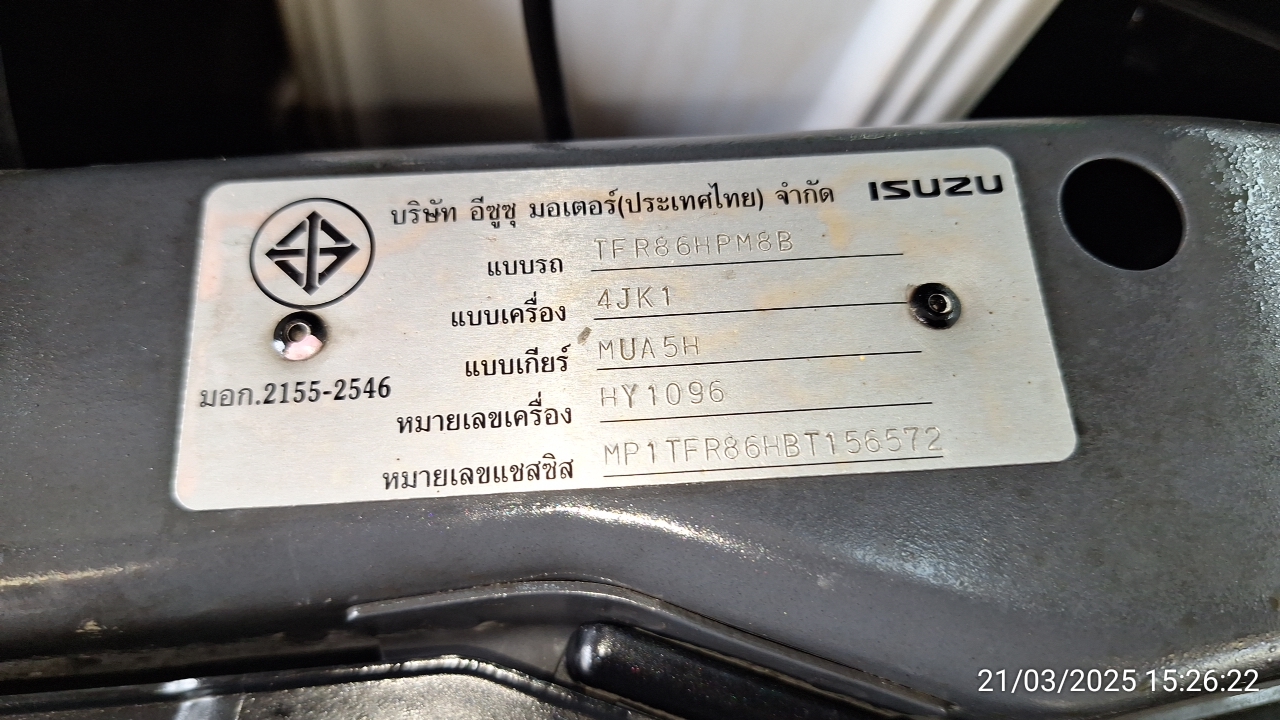 บริษัท อีซูซุ มอเตอร์(ประเทศไทย) จำกัด ISUZU
แบบรถ TFR86HPM8B
แบบเครื่อง 4JK1
แบบเกียร์ MUA5H
มอก.2155-2546
หมายเลขเครื่อง HY1096
หมายเลขแชสซิส MP1TFR86HBT156572
21/03/2025 15:26:22